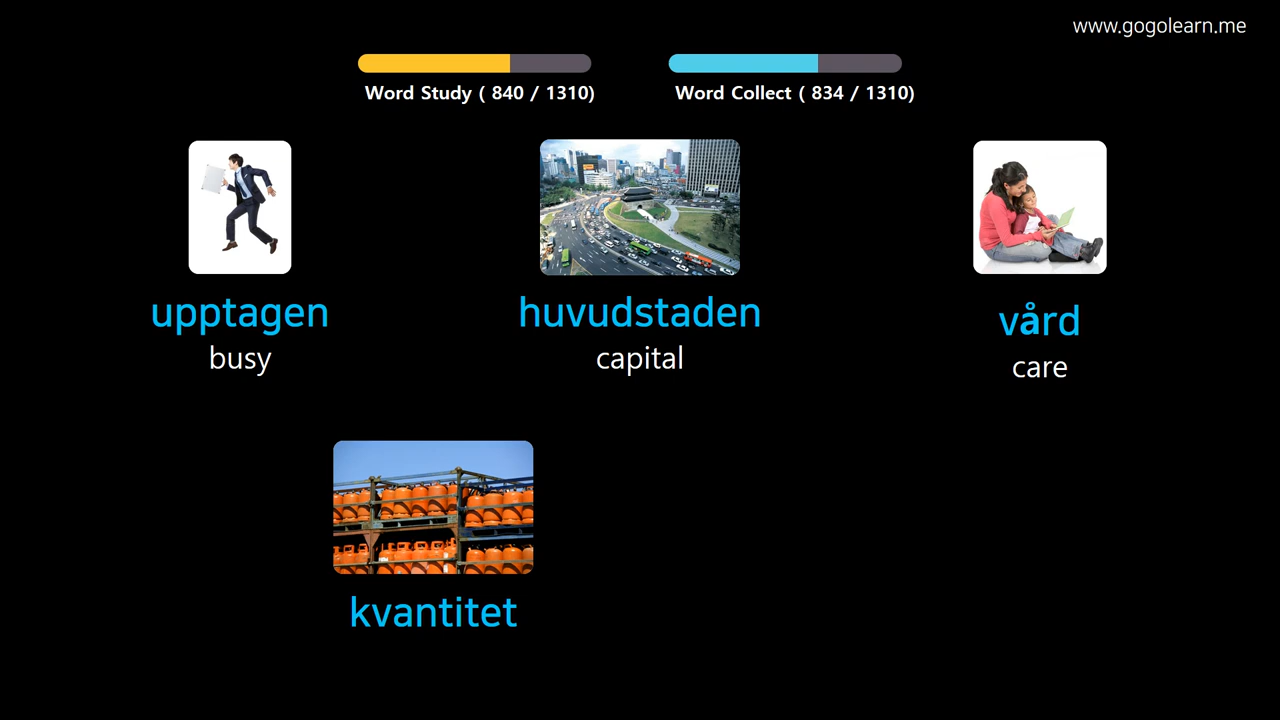 www.gogolearn.me
Word Study ( 840 / 1310)
Word Collect ( 834 / 1310)
upptagen
busy
huvudstaden
capital
vård
care
kvantitet